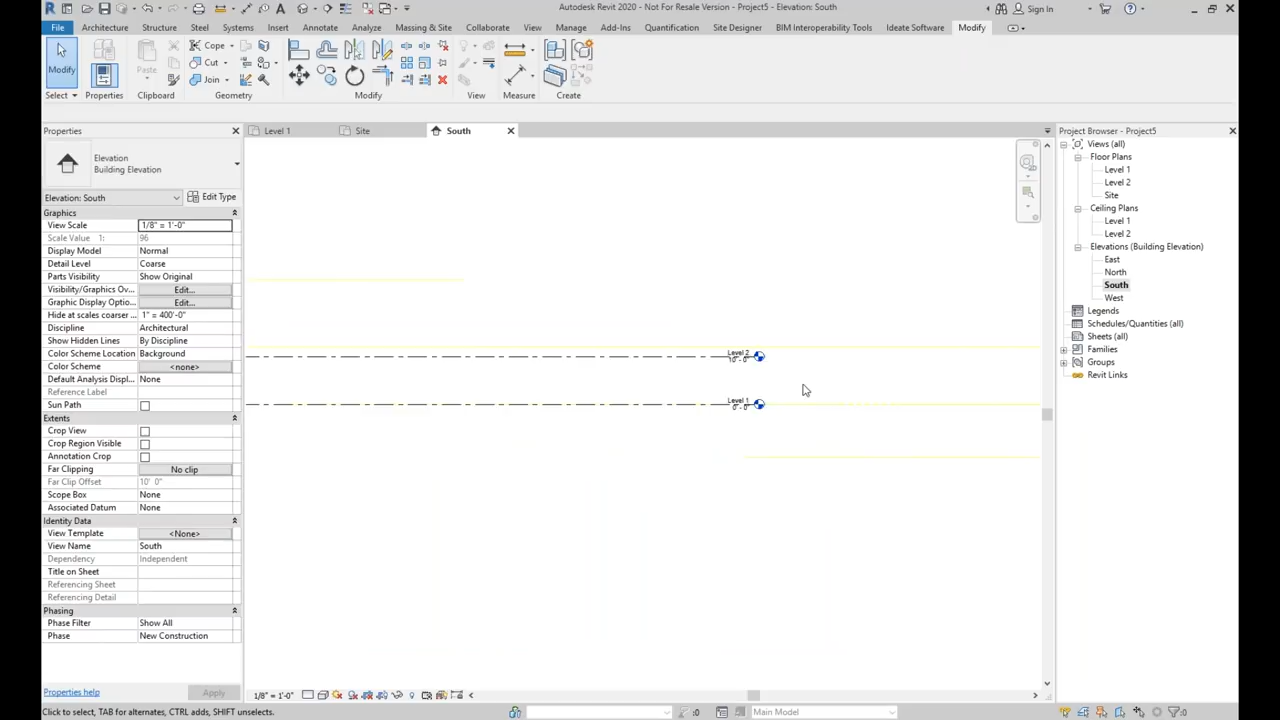 Autodesk Revit 2020 - Not For Resale Version - Project5 - Elevation: South
Sign In
File Architecture Structure Steel Systems Insert Annotate Analyze Massing & Site Collaborate View Manage Add-Ins Quantification Site Designer BIM Interoperability Tools Ideate Software Modify
Modify Paste Cope Cut Join
Select Properties Clipboard Geometry Modify View Measure Create
Properties
Level 1 Site South
Project Browser - Project5
Elevation
Building Elevation
Elevation: South Edit Type
Graphics
View Scale 1/8" = 1'-0"
Scale Value 1: 96
Display Model Normal
Detail Level Coarse
Parts Visibility Show Original
Visibility/Graphics Ov... Edit...
Graphic Display Optio... Edit...
Hide at scales coarser ... 1" = 400'-0"
Discipline Architectural
Show Hidden Lines By Discipline
Color Scheme Location Background
Color Scheme <none>
Default Analysis Displ... None
Reference Label
Sun Path
Extents
Crop View
Crop Region Visible
Annotation Crop
Far Clipping No clip
Far Clip Offset 10' 0"
Scope Box None
Associated Datum None
Identity Data
View Template <None>
View Name South
Dependency Independent
Title on Sheet
Referencing Sheet
Referencing Detail
Phasing
Phase Filter Show All
Phase New Construction
Properties help Apply
Level 2
10' - 0"
Level 1
0' - 0"
Views (all)
Floor Plans
Level 1
Level 2
Site
Ceiling Plans
Level 1
Level 2
Elevations (Building Elevation)
East
North
South
West
Legends
Schedules/Quantities (all)
Sheets (all)
Families
Groups
Revit Links
1/8" = 1'-0"
Click to select, TAB for alternates, CTRL adds, SHIFT unselects. :0 Main Model :0